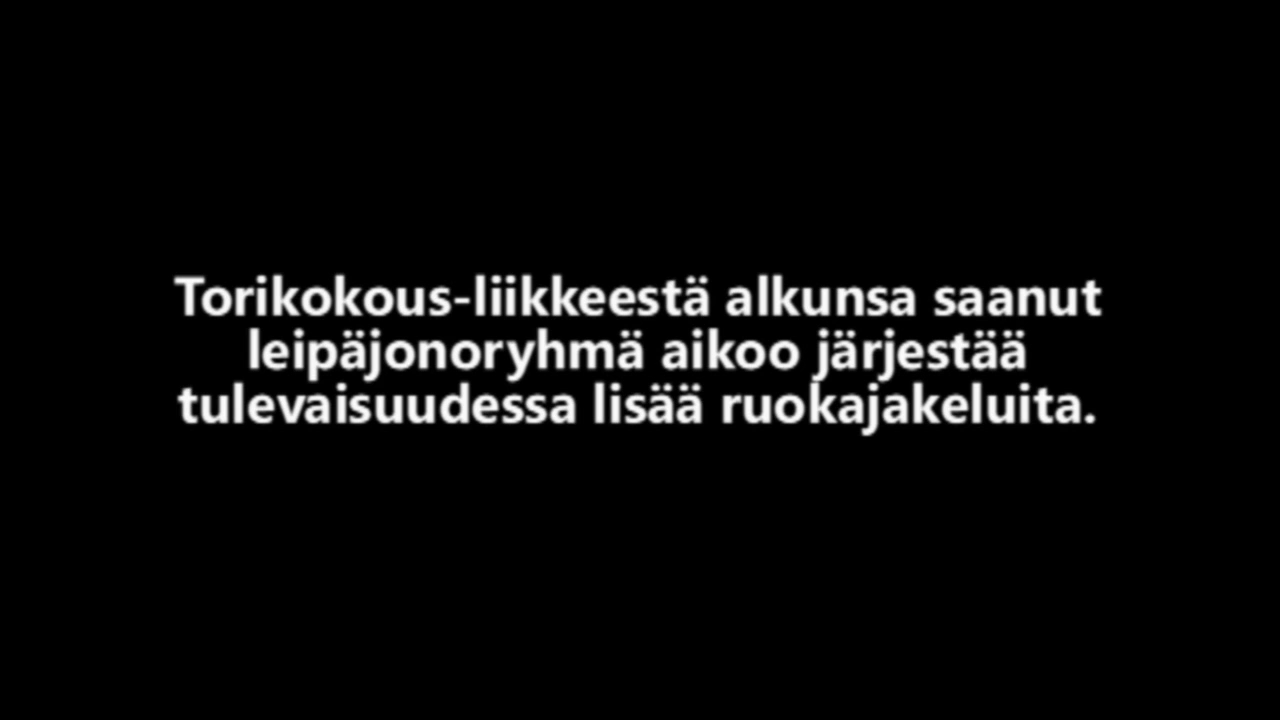 Torikokous-liikkeestä alkunsa saanut
leipäjonoryhmä aikoo järjestää
tulevaisuudessa lisää ruokajakeluita.